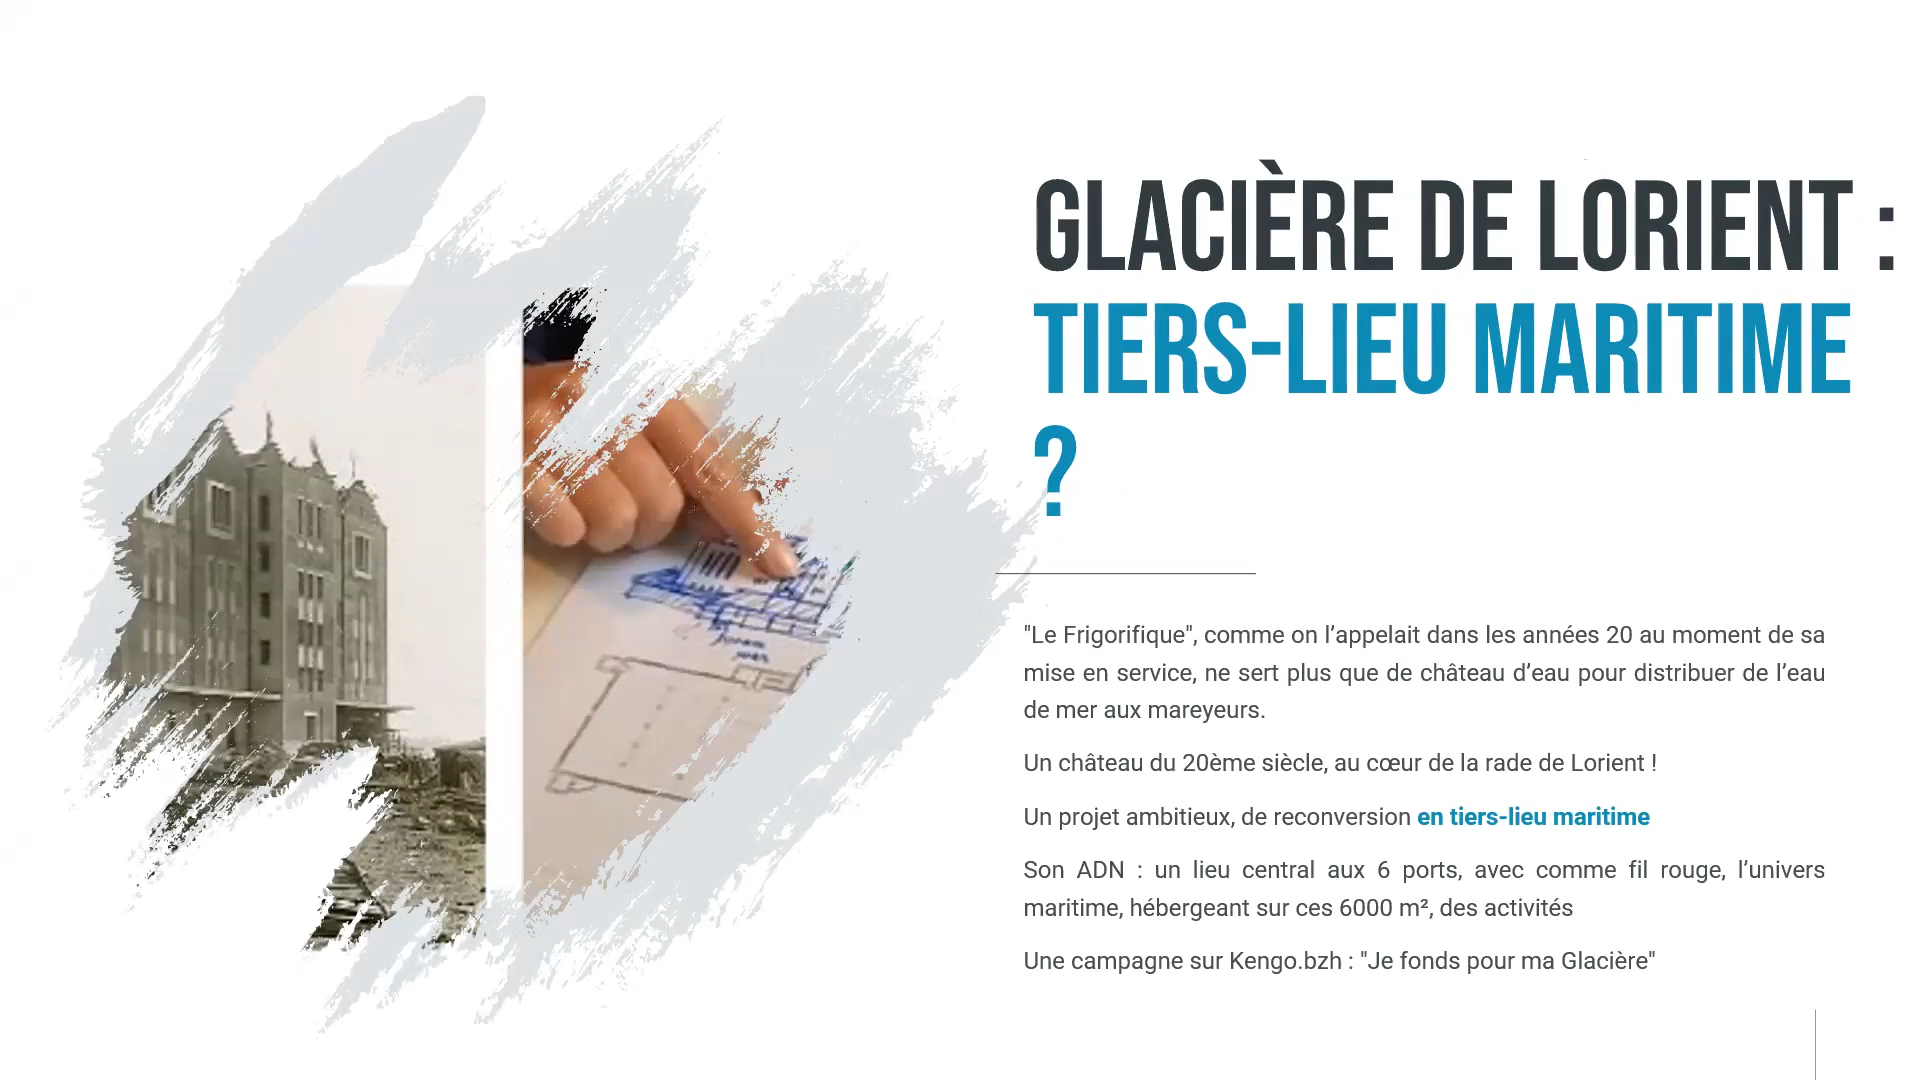 GLACIÈRE DE LORIENT :
TIERS-LIEU MARITIME
?
"Le Frigorifique", comme on l’appelait dans les années 20 au moment de sa
mise en service, ne sert plus que de château d’eau pour distribuer de l’eau
de mer aux mareyeurs.
Un château du 20ème siècle, au cœur de la rade de Lorient !
Un projet ambitieux, de reconversion en tiers-lieu maritime
Son ADN : un lieu central aux 6 ports, avec comme fil rouge, l’univers
maritime, hébergeant sur ces 6000 m², des activités
Une campagne sur Kengo.bzh : "Je fonds pour ma Glacière"